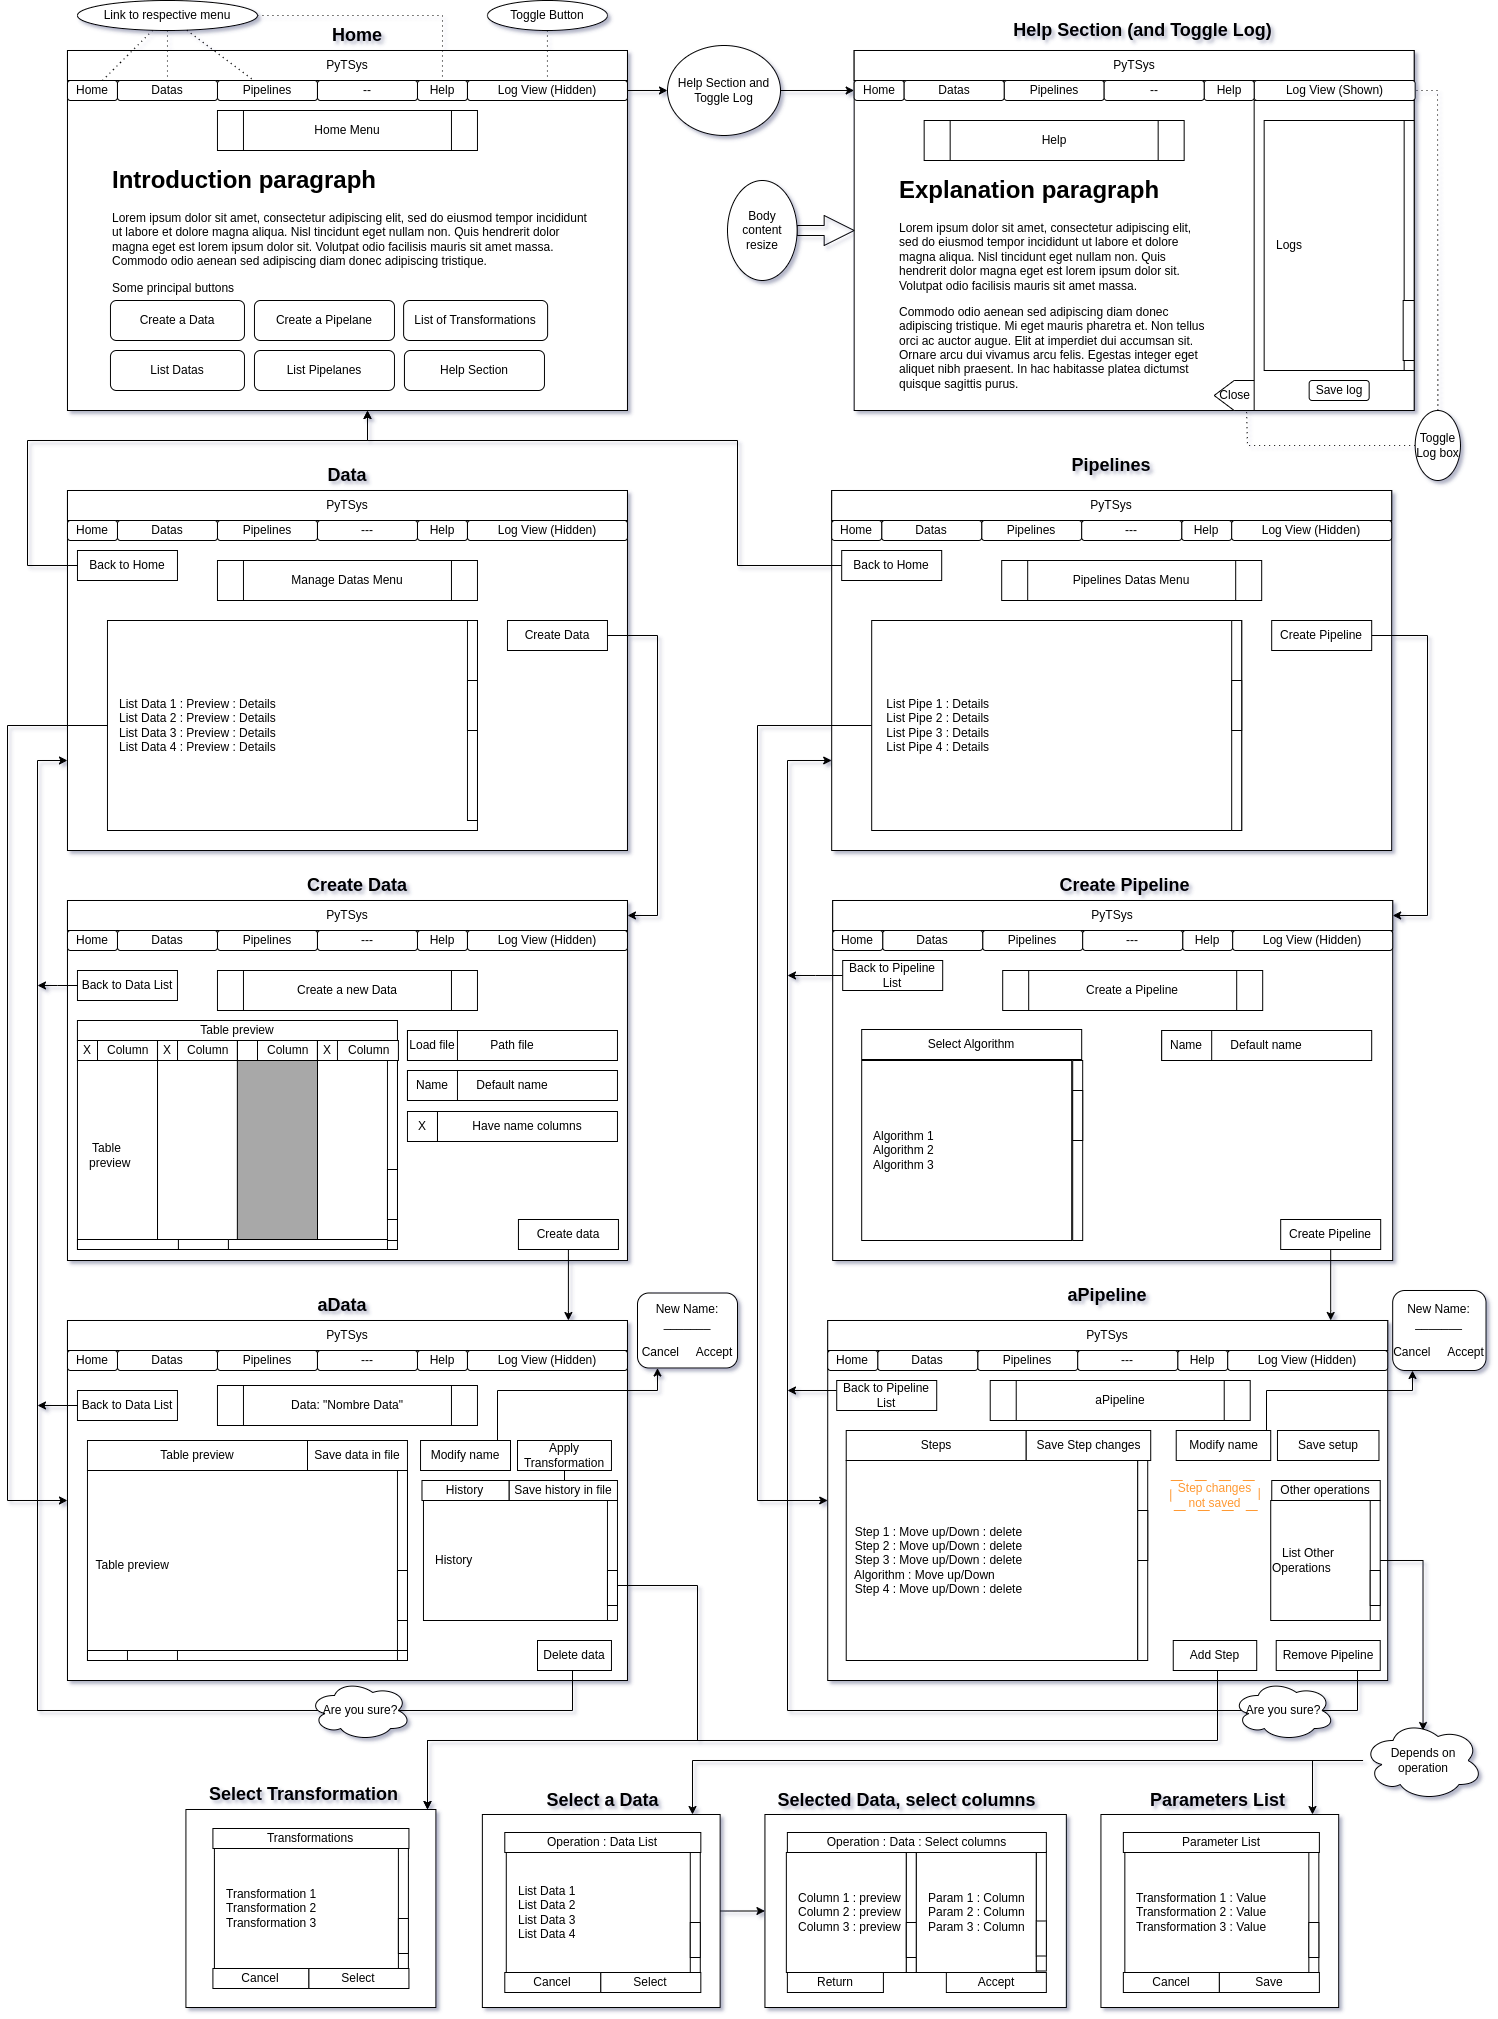 Link to respective menu
Toggle Button
Home
PyTSys
Home
Datas
Pipelines
--
Help
Log View (Hidden)
Home Menu
Introduction paragraph
Lorem ipsum dolor sit amet, consectetur adipiscing elit, sed do eiusmod tempor incididunt
ut labore et dolore magna aliqua. Nisl tincidunt eget nullam non. Quis hendrerit dolor
magna eget est lorem ipsum dolor sit. Volutpat odio facilisis mauris sit amet massa.
Commodo odio aenean sed adipiscing diam donec adipiscing tristique.
Some principal buttons
Create a Data
Create a Pipelane
List of Transformations
List Datas
List Pipelanes
Help Section
Help Section and
Toggle Log
Body
content
resize
Help Section (and Toggle Log)
PyTSys
Home
Datas
Pipelines
--
Help
Log View (Shown)
Help
Explanation paragraph
Lorem ipsum dolor sit amet, consectetur adipiscing elit,
sed do eiusmod tempor incididunt ut labore et dolore
magna aliqua. Nisl tincidunt eget nullam non. Quis
hendrerit dolor magna eget est lorem ipsum dolor sit.
Volutpat odio facilisis mauris sit amet massa.
Commodo odio aenean sed adipiscing diam donec
adipiscing tristique. Mi eget mauris pharetra et. Non tellus
orci ac auctor augue. Elit at imperdiet dui accumsan sit.
Ornare arcu dui vivamus arcu felis. Egestas integer eget
aliquet nibh praesent. In hac habitasse platea dictumst
quisque sagittis purus.
Close
Logs
Save log
Toggle
Log box
Data
PyTSys
Home
Datas
Pipelines
---
Help
Log View (Hidden)
Back to Home
Manage Datas Menu
Create Data
List Data 1 : Preview : Details
List Data 2 : Preview : Details
List Data 3 : Preview : Details
List Data 4 : Preview : Details
Pipelines
PyTSys
Home
Datas
Pipelines
---
Help
Log View (Hidden)
Back to Home
Pipelines Datas Menu
Create Pipeline
List Pipe 1 : Details
List Pipe 2 : Details
List Pipe 3 : Details
List Pipe 4 : Details
Create Data
PyTSys
Home
Datas
Pipelines
---
Help
Log View (Hidden)
Back to Data List
Create a new Data
Table preview
X
Column
X
Column
Column
X
Column
Table
preview
Load file
Path file
Name
Default name
X
Have name columns
Create data
Create Pipeline
PyTSys
Home
Datas
Pipelines
---
Help
Log View (Hidden)
Back to Pipeline
List
Create a Pipeline
Select Algorithm
Algorithm 1
Algorithm 2
Algorithm 3
Name
Default name
Create Pipeline
aData
PyTSys
Home
Datas
Pipelines
---
Help
Log View (Hidden)
Back to Data List
Data: "Nombre Data"
Table preview
Save data in file
Table preview
Modify name
Apply
Transformation
History
Save history in file
History
Delete data
Are you sure?
New Name:
_______
Cancel
Accept
aPipeline
PyTSys
Home
Datas
Pipelines
---
Help
Log View (Hidden)
Back to Pipeline
List
aPipeline
Steps
Save Step changes
Step 1 : Move up/Down : delete
Step 2 : Move up/Down : delete
Step 3 : Move up/Down : delete
Algorithm : Move up/Down
Step 4 : Move up/Down : delete
Modify name
Save setup
Step changes
not saved
Other operations
List Other
Operations
Add Step
Remove Pipeline
Are you sure?
New Name:
_______
Cancel
Accept
Depends on
operation
Select Transformation
Transformations
Transformation 1
Transformation 2
Transformation 3
Cancel
Select
Select a Data
Operation : Data List
List Data 1
List Data 2
List Data 3
List Data 4
Cancel
Select
Selected Data, select columns
Operation : Data : Select columns
Column 1 : preview
Column 2 : preview
Column 3 : preview
Param 1 : Column
Param 2 : Column
Param 3 : Column
Return
Accept
Parameters List
Parameter List
Transformation 1 : Value
Transformation 2 : Value
Transformation 3 : Value
Cancel
Save